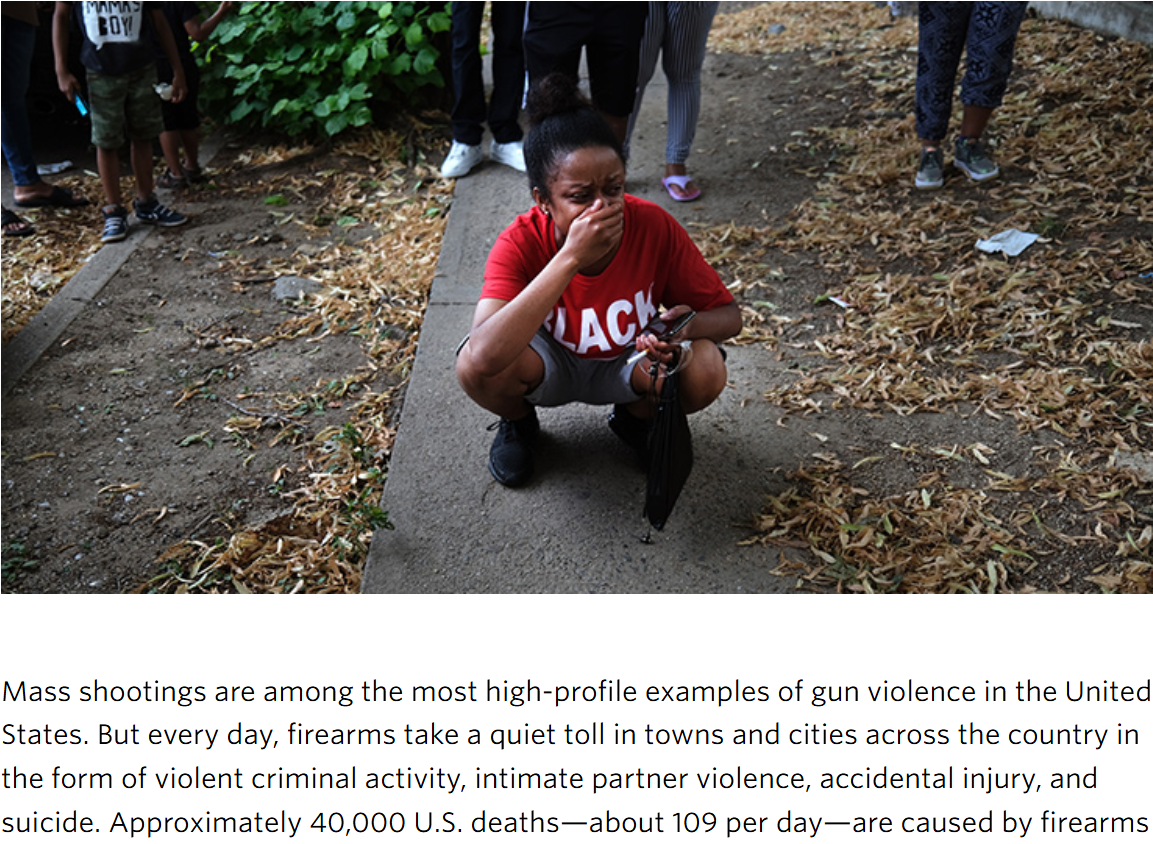 MAMA'S
BOY!
LACK
Mass shootings are among the most high-profile examples of gun violence in the United
States. But every day, firearms take a quiet toll in towns and cities across the country in
the form of violent criminal activity, intimate partner violence, accidental injury, and
suicide. Approximately 40,000 U.S. deaths—about 109 per day—are caused by firearms